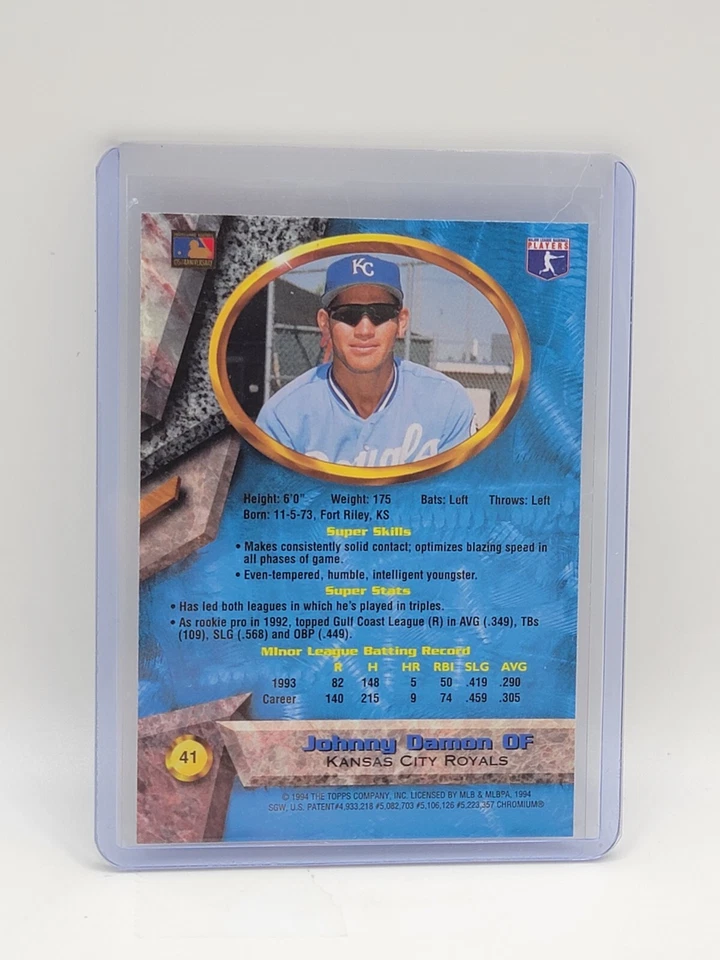 125th ANNIVERSARY
MAJOR LEAGUE BASEBALL
PLAYERS
KC
Royals
Height: 6'0" Weight: 175 Bats: Left Throws: Left
Born: 11-5-73, Fort Riley, KS
Super Skills
• Makes consistently solid contact; optimizes blazing speed in
all phases of game.
• Even-tempered, humble, intelligent youngster.
Super Stats
• Has led both leagues in which he's played in triples.
• As rookie pro in 1992, topped Gulf Coast League (R) in AVG (.349), TBs
(109), SLG (.568) and OBP (.449).
Minor League Batting Record
R H HR RBI SLG AVG
1993 82 148 5 50 .419 .290
Career 140 215 9 74 .459 .305
Johnny Damon OF
KANSAS CITY ROYALS
41
© 1994 THE TOPPS COMPANY, INC. LICENSED BY MLB & MLBPA, 1994
SGW, U.S. PATENT#4,933,218 #5,082,703 #5,106,126 #5,223,357 CHROMIUM®